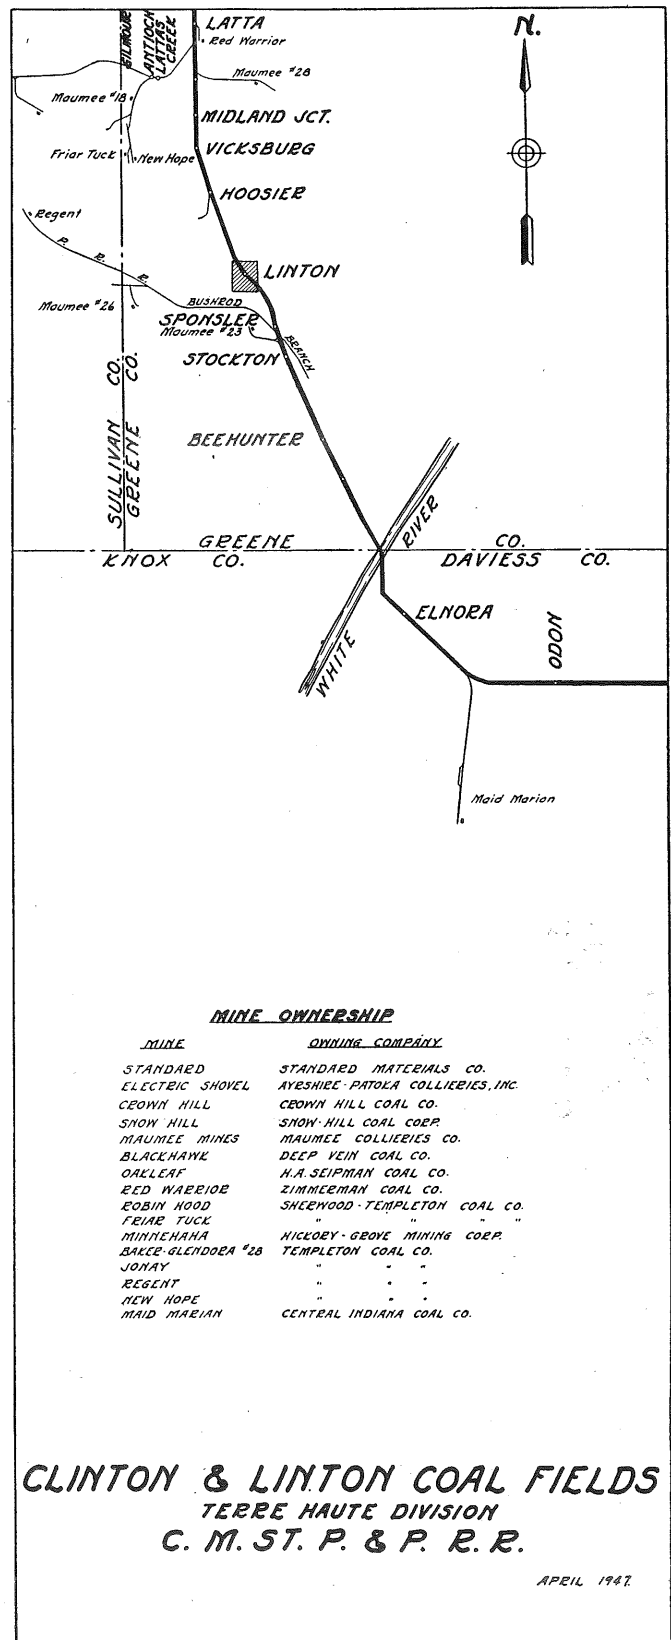 GILMOUR
ANTIOCH
LATTAS
CREEK
LATTA
Red Warrior
N.
Maumee #28
Maumee #18
MIDLAND JCT.
VICKSBURG
Friar Tuck
New Hope
HOOSIER
Regent
P. R. R.
LINTON
Maumee #26
BUSHROD
SPONSLER
Maumee #23
BRANCH
STOCKTON
SULLIVAN CO.
GREENE CO.
BEEHUNTER
WHITE RIVER
GREENE CO.
KNOX CO. DAVIESS CO.
ELNORA
ODON
Maid Marian
MINE OWNERSHIP
MINE OWNING COMPANY
STANDARD STANDARD MATERIALS CO.
ELECTRIC SHOVEL AYRSHIRE-PATOKA COLLIERIES, INC.
CROWN HILL CROWN HILL COAL CO.
SNOW HILL SNOW-HILL COAL CORP.
MAUMEE MINES MAUMEE COLLIERIES CO.
BLACKHAWK DEEP VEIN COAL CO.
OAKLEAF H.A. SEIPMAN COAL CO.
RED WARRIOR ZIMMERMAN COAL CO.
ROBIN HOOD SHERWOOD-TEMPLETON COAL CO.
FRIAR TUCK " " " "
MINNEHAHA HICKORY-GROVE MINING CORP.
BAKER-GLENDORA #28 TEMPLETON COAL CO.
JONAY " " "
REGENT " " "
NEW HOPE " " "
MAID MARIAN CENTRAL INDIANA COAL CO.
CLINTON & LINTON COAL FIELDS
TERRE HAUTE DIVISION
C. M. ST. P. & P. R. R.
APRIL 1947.